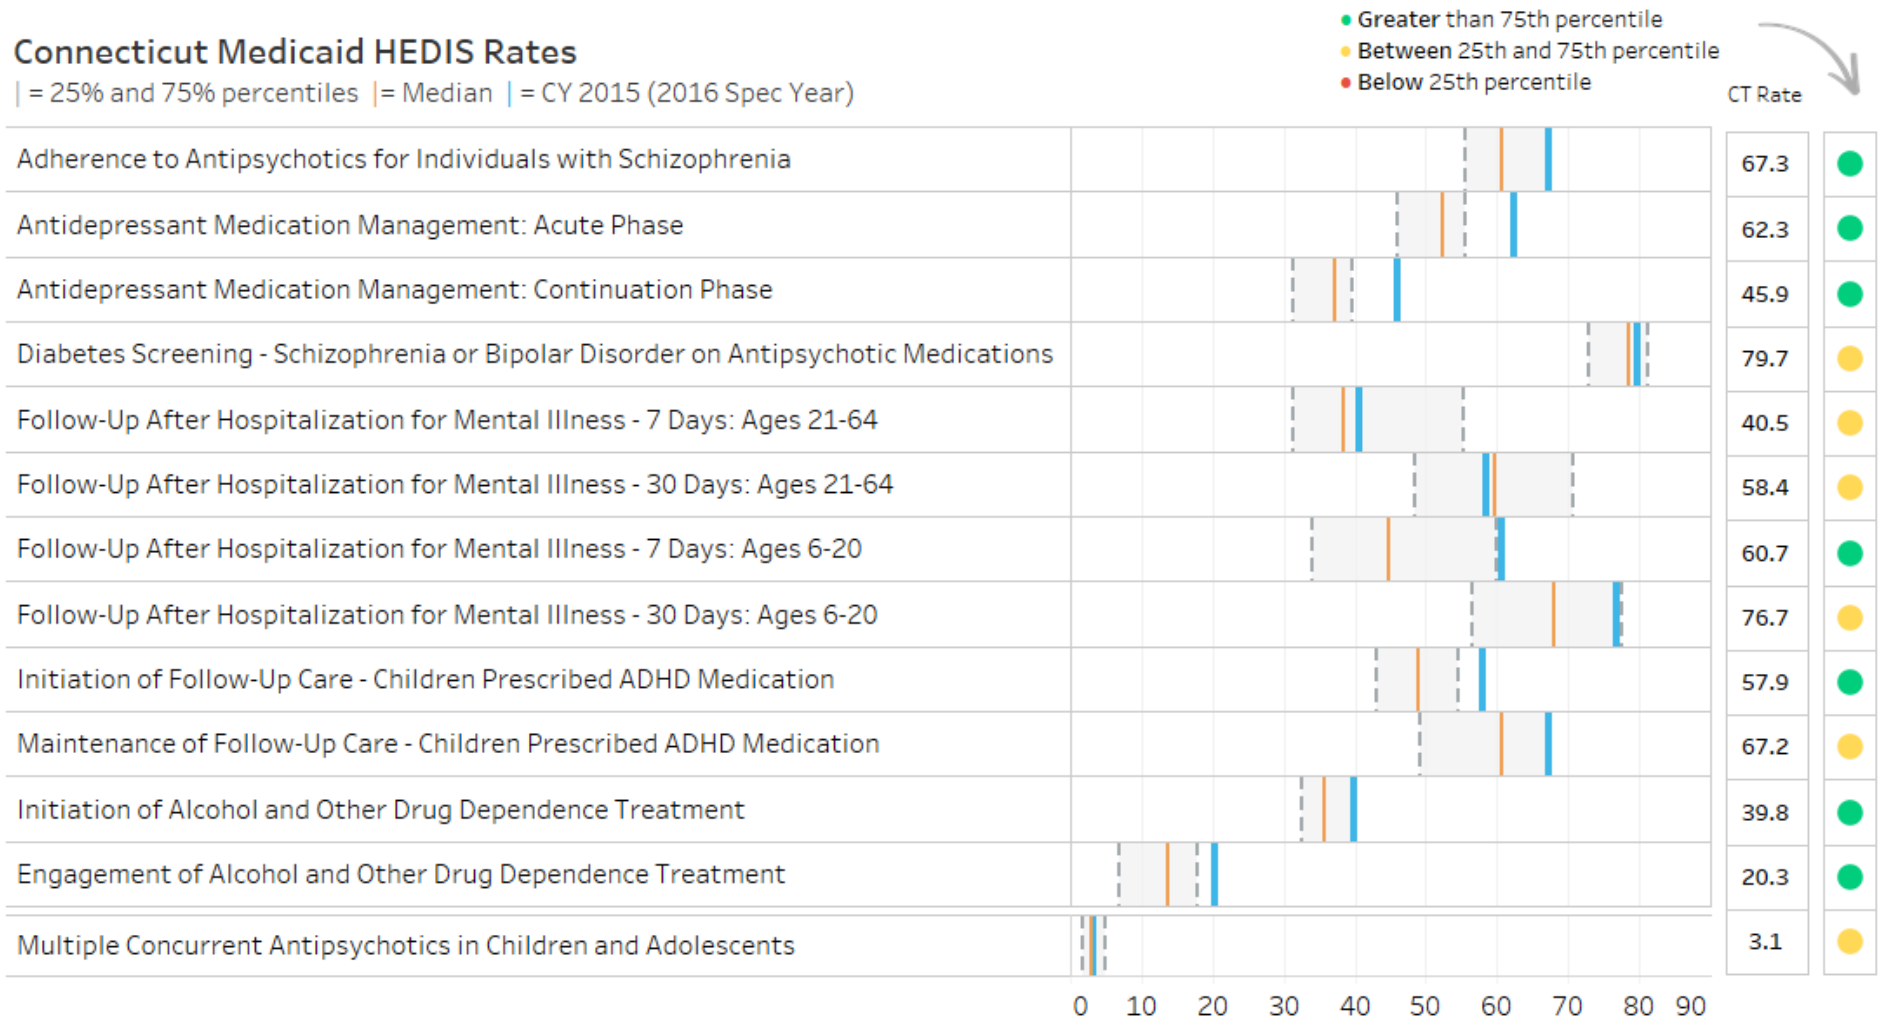 Connecticut Medicaid HEDIS Rates
| = 25% and 75% percentiles |= Median | = CY 2015 (2016 Spec Year)
• Greater than 75th percentile
• Between 25th and 75th percentile
• Below 25th percentile
CT Rate
Adherence to Antipsychotics for Individuals with Schizophrenia 67.3
Antidepressant Medication Management: Acute Phase 62.3
Antidepressant Medication Management: Continuation Phase 45.9
Diabetes Screening - Schizophrenia or Bipolar Disorder on Antipsychotic Medications 79.7
Follow-Up After Hospitalization for Mental Illness - 7 Days: Ages 21-64 40.5
Follow-Up After Hospitalization for Mental Illness - 30 Days: Ages 21-64 58.4
Follow-Up After Hospitalization for Mental Illness - 7 Days: Ages 6-20 60.7
Follow-Up After Hospitalization for Mental Illness - 30 Days: Ages 6-20 76.7
Initiation of Follow-Up Care - Children Prescribed ADHD Medication 57.9
Maintenance of Follow-Up Care - Children Prescribed ADHD Medication 67.2
Initiation of Alcohol and Other Drug Dependence Treatment 39.8
Engagement of Alcohol and Other Drug Dependence Treatment 20.3
Multiple Concurrent Antipsychotics in Children and Adolescents 3.1
0 10 20 30 40 50 60 70 80 90